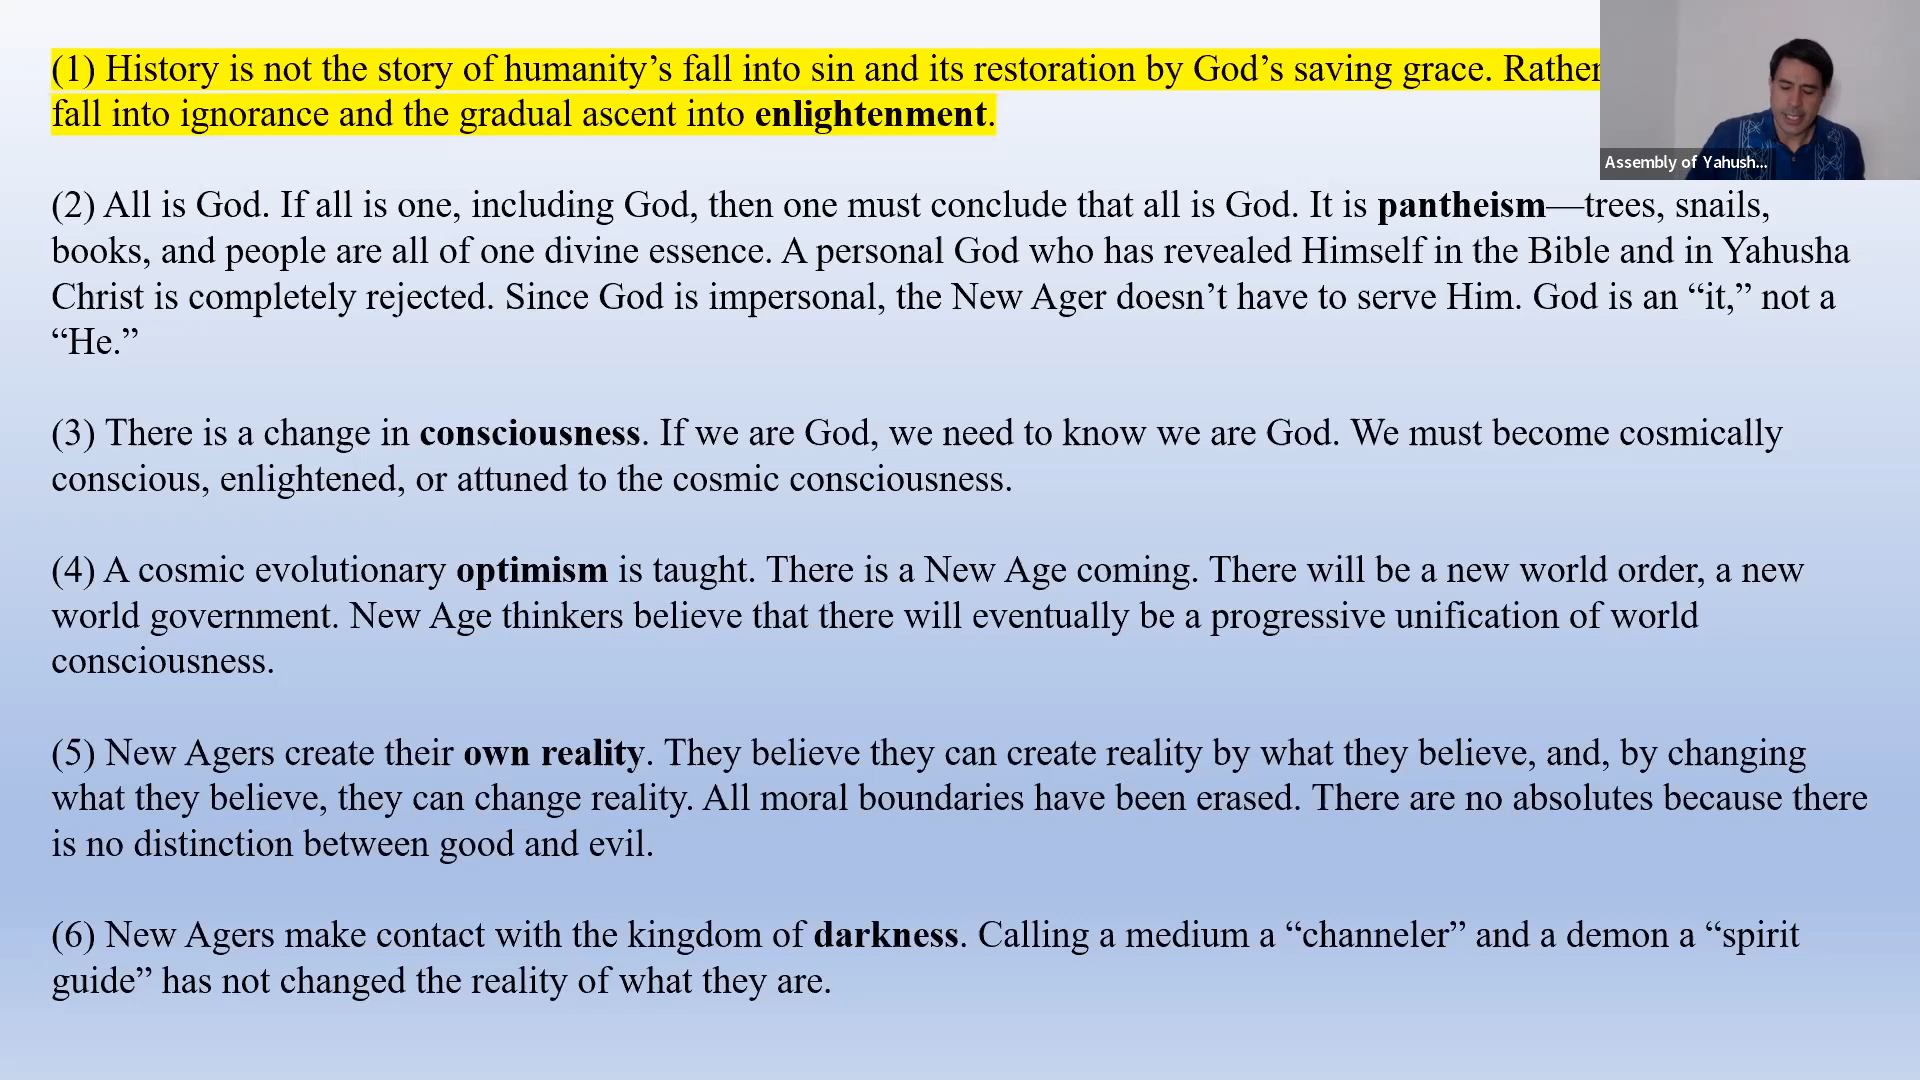 (1) History is not the story of humanity’s fall into sin and its restoration by God’s saving grace. Rather
fall into ignorance and the gradual ascent into enlightenment.
Assembly of Yahush...
(2) All is God. If all is one, including God, then one must conclude that all is God. It is pantheism—trees, snails,
books, and people are all of one divine essence. A personal God who has revealed Himself in the Bible and in Yahusha
Christ is completely rejected. Since God is impersonal, the New Ager doesn’t have to serve Him. God is an “it,” not a
“He.”
(3) There is a change in consciousness. If we are God, we need to know we are God. We must become cosmically
conscious, enlightened, or attuned to the cosmic consciousness.
(4) A cosmic evolutionary optimism is taught. There is a New Age coming. There will be a new world order, a new
world government. New Age thinkers believe that there will eventually be a progressive unification of world
consciousness.
(5) New Agers create their own reality. They believe they can create reality by what they believe, and, by changing
what they believe, they can change reality. All moral boundaries have been erased. There are no absolutes because there
is no distinction between good and evil.
(6) New Agers make contact with the kingdom of darkness. Calling a medium a “channeler” and a demon a “spirit
guide” has not changed the reality of what they are.